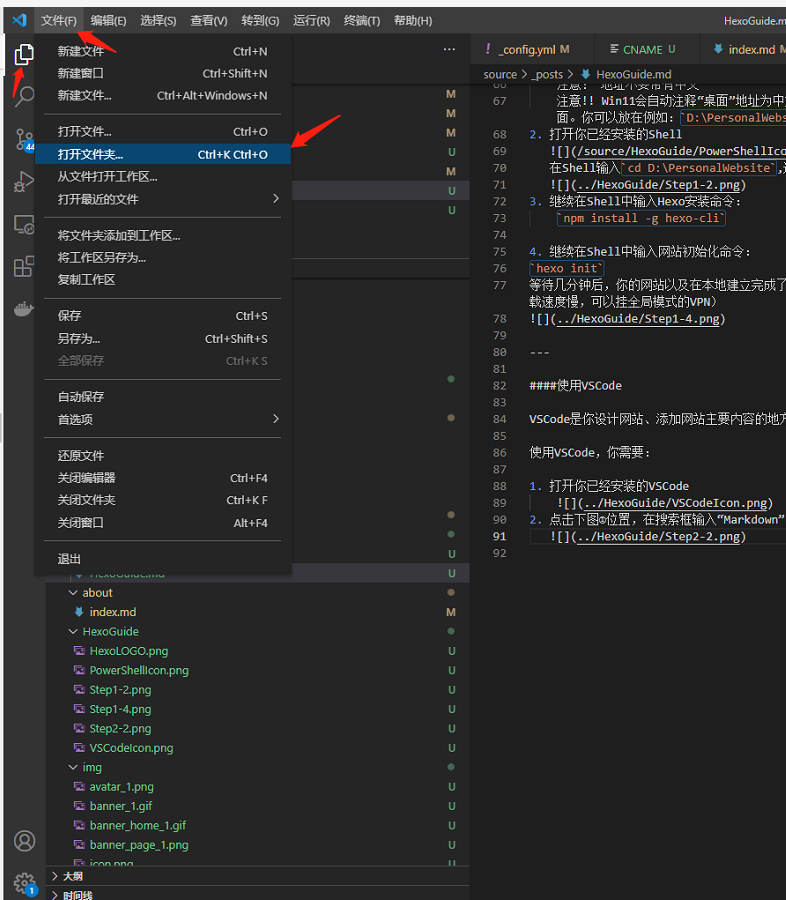 文件(F) 编辑(E) 选择(S) 查看(V) 转到(G) 运行(R) 终端(T) 帮助(H) HexoGuide.m
新建文件 Ctrl+N
新建窗口 Ctrl+Shift+N
新建文件... Ctrl+Alt+Windows+N
打开文件... Ctrl+O
打开文件夹... Ctrl+K Ctrl+O
从文件打开工作区...
打开最近的文件
将文件夹添加到工作区...
将工作区另存为...
复制工作区
保存 Ctrl+S
另存为... Ctrl+Shift+S
全部保存 Ctrl+K S
自动保存
首选项
还原文件
关闭编辑器 Ctrl+F4
关闭文件夹 Ctrl+K F
关闭窗口 Alt+F4
退出
44
M
M
M
U
M
U
U
U
HexoGuide.md U
about
index.md M
HexoGuide
HexoLOGO.png U
PowerShellIcon.png U
Step1-2.png U
Step1-4.png U
Step2-2.png U
VSCodeIcon.png U
img
avatar_1.png U
banner_1.gif U
banner_home_1.gif U
banner_page_1.png U
icon.png U
大纲
时间线
1
! _config.yml M CNAME U index.md M
source > _posts > HexoGuide.md
66 注意! 地址不要带有中文
67 注意!! Win11会自动注释“桌面”地址为中
面。你可以放在例如: `D:\PersonalWebs
68 2. 打开你已经安装的Shell
69 ![](/source/HexoGuide/PowerShellIco
70 在Shell输入`cd D:\PersonalWebsite`,
71 ![](../HexoGuide/Step1-2.png)
72 3. 继续在Shell中输入Hexo安装命令:
73 `npm install -g hexo-cli`
74
75 4. 继续在Shell中输入网站初始化命令:
76 `hexo init`
77 等待几分钟后，你的网站以及在本地建立完成了
载速度慢，可以挂全局模式的VPN）
78 ![](../HexoGuide/Step1-4.png)
79
80 ---
81
82 ####使用VSCode
83
84 VSCode是你设计网站、添加网站主要内容的地方
85
86 使用VSCode，你需要:
87
88 1. 打开你已经安装的VSCode
89 ![](../HexoGuide/VSCodeIcon.png)
90 2. 点击下图①位置，在搜索框输入“Markdown”
91 ![](../HexoGuide/Step2-2.png)
92